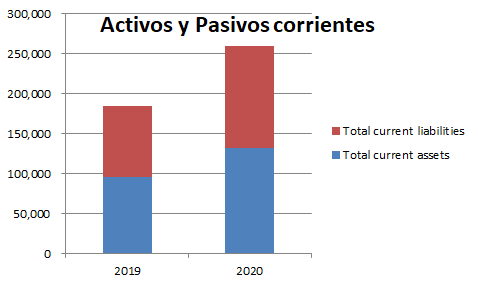 Activos y Pasivos corrientes
300,000
250,000
200,000
150,000
100,000
50,000
0
2019 2020
Total current liabilities
Total current assets